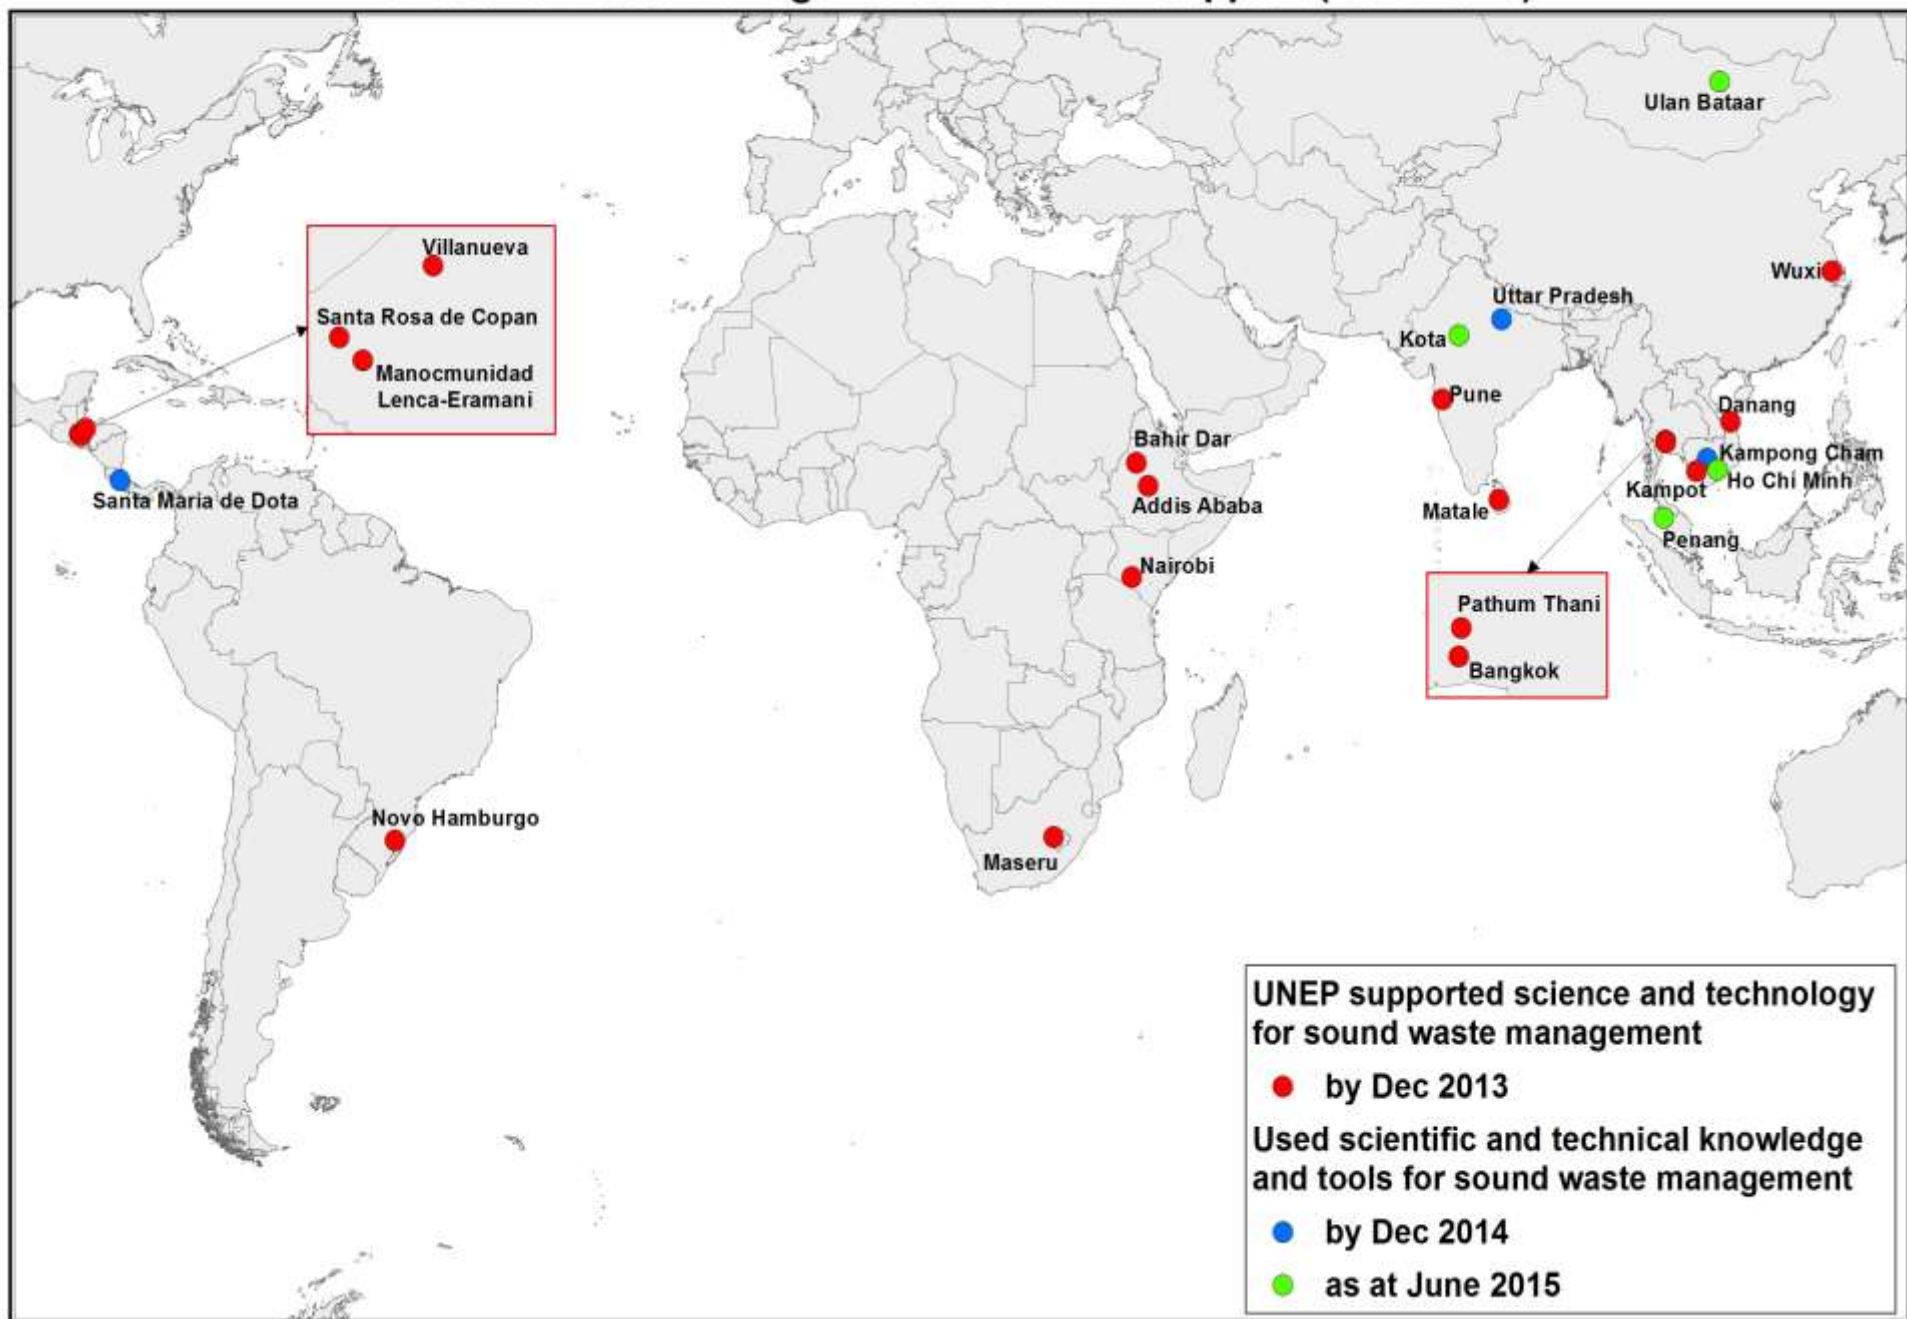 Ulan Bataar
Villanueva
Santa Rosa de Copan
Manocmunidad
Lenca-Eramani
Wuxi
Uttar Pradesh
Kota
Pune
Danang
Bahir Dar
Kampong Cham
Ho Chi Minh
Kampot
Santa Maria de Dota
Addis Ababa
Matale
Penang
Nairobi
Pathum Thani
Bangkok
Novo Hamburgo
Maseru
UNEP supported science and technology
for sound waste management
by Dec 2013
Used scientific and technical knowledge
and tools for sound waste management
by Dec 2014
as at June 2015